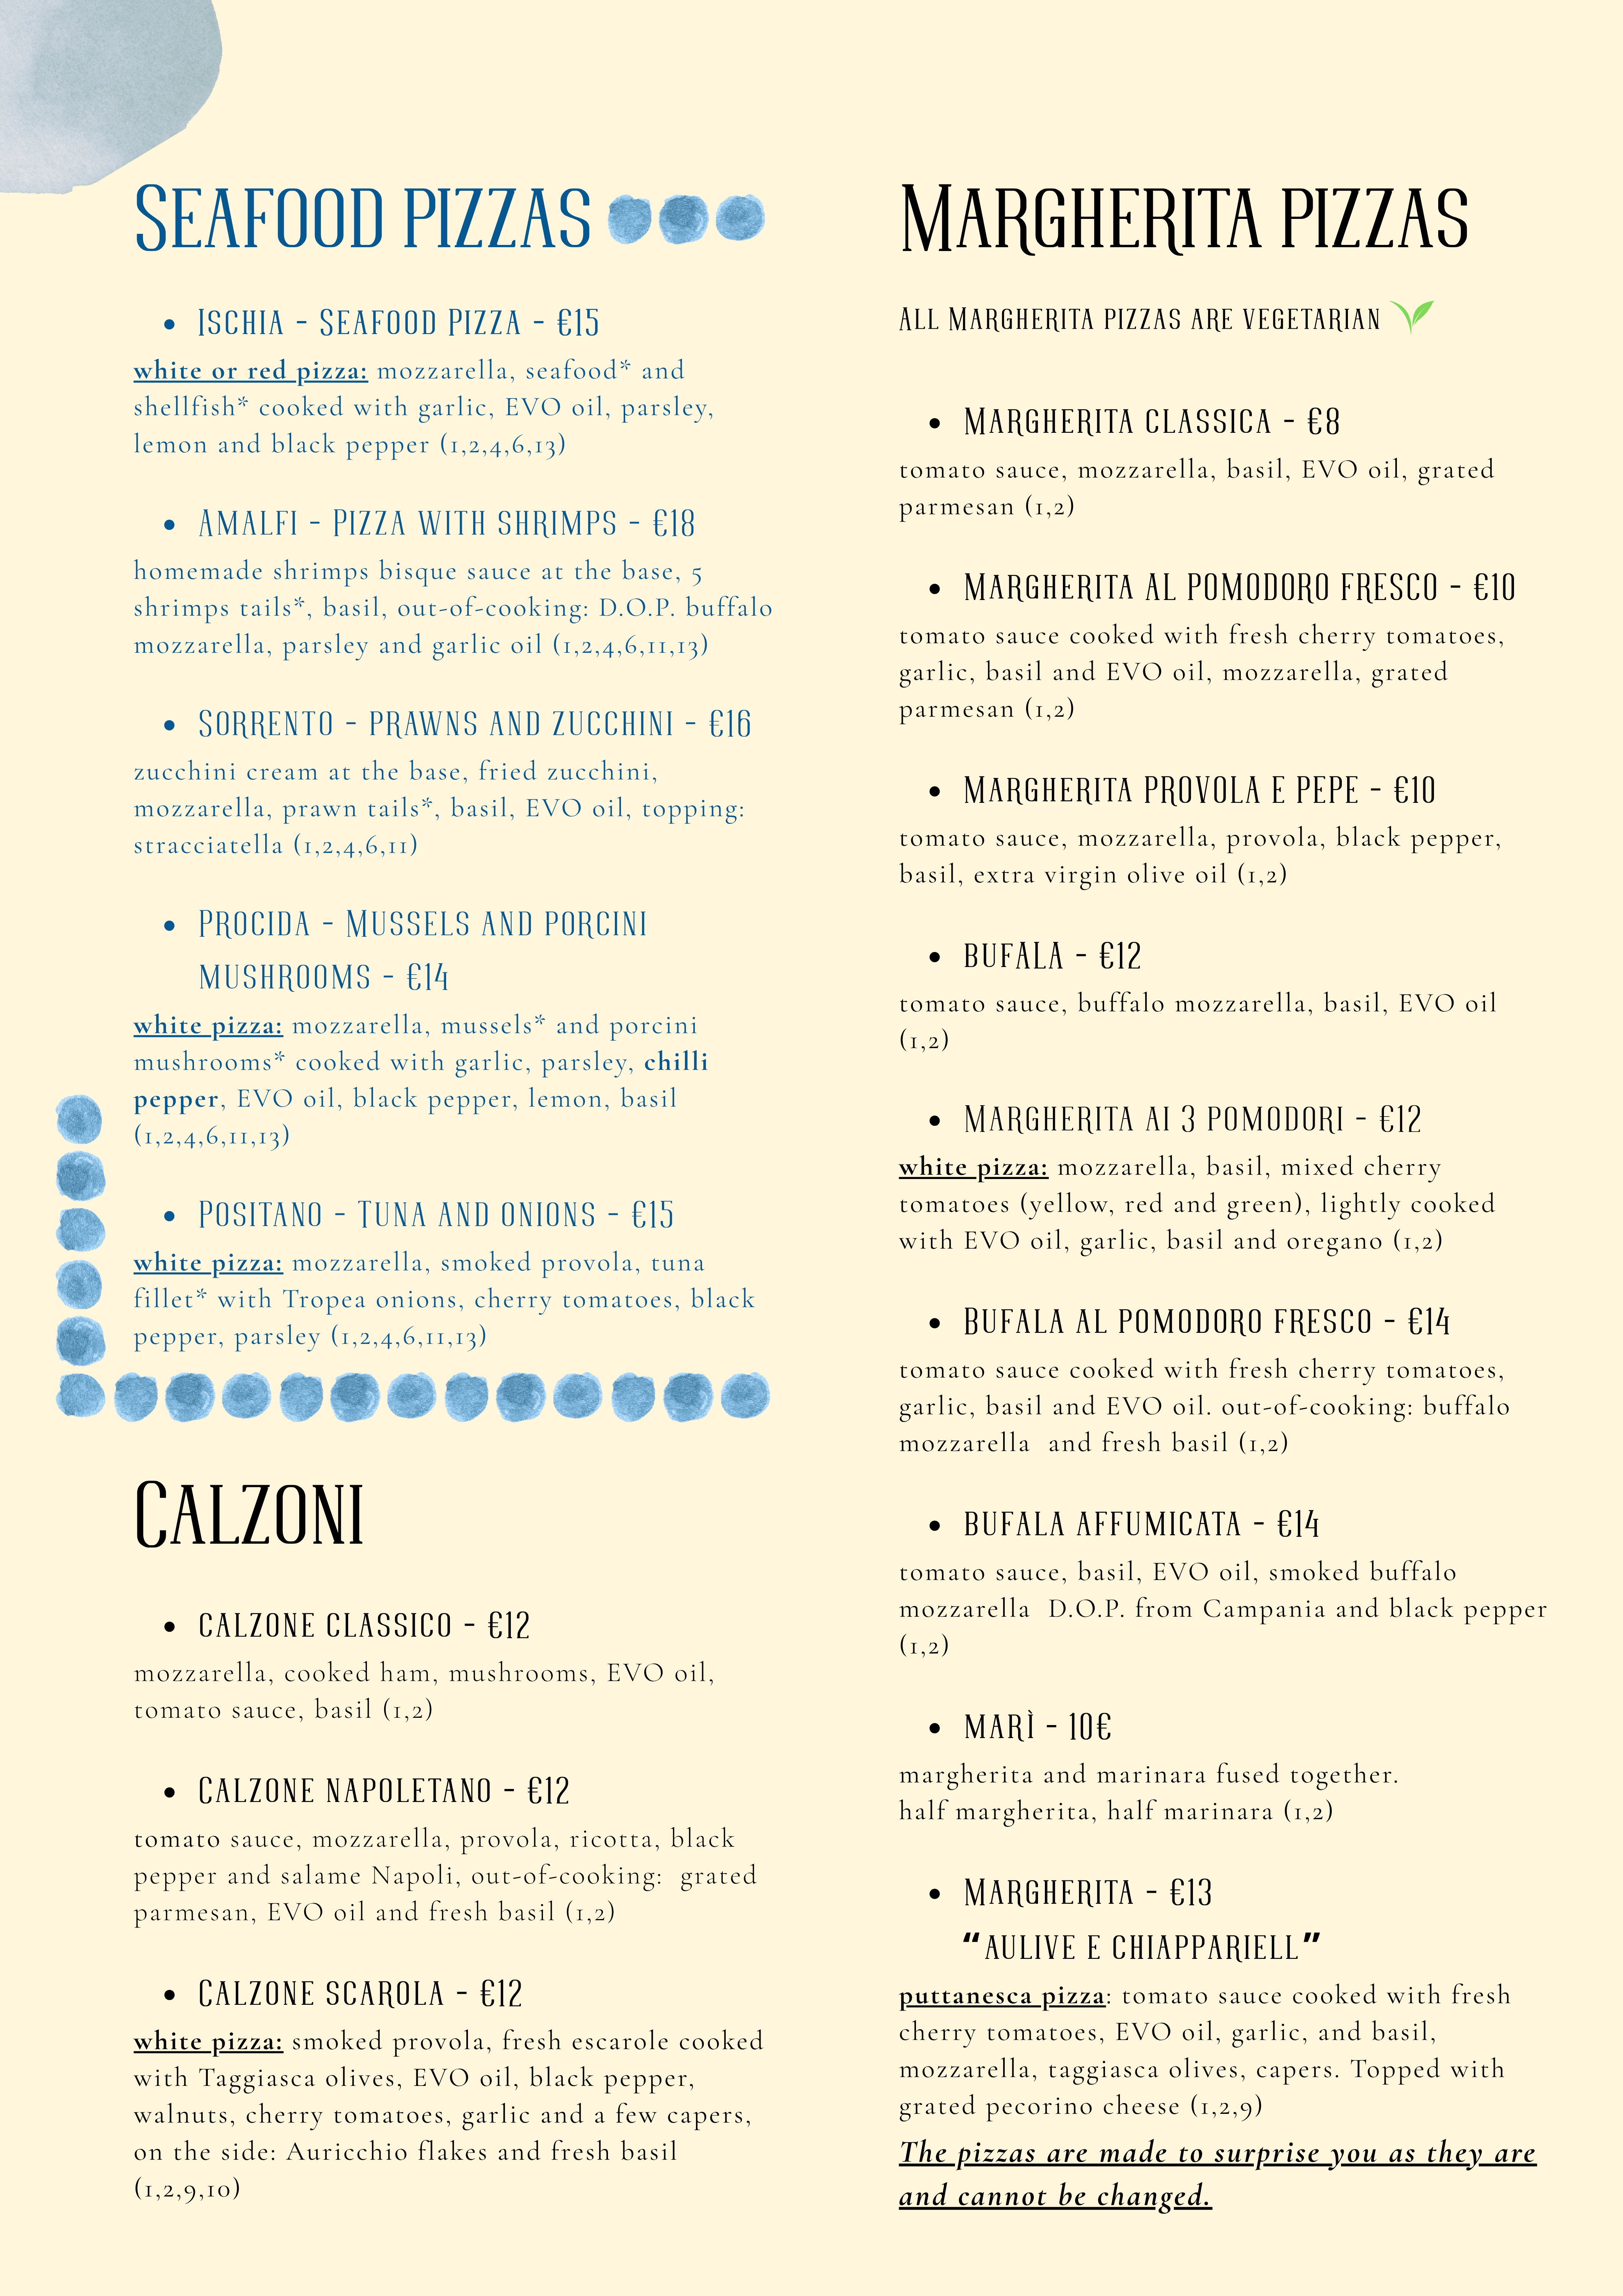 SEAFOOD PIZZAS
ISCHIA - SEAFOOD PIZZA - €15
white or red pizza: mozzarella, seafood* and
shellfish* cooked with garlic, EVO oil, parsley,
lemon and black pepper (1,2,4,6,13)
AMALFI - PIZZA WITH SHRIMPS - €18
homemade shrimps bisque sauce at the base, 5
shrimps tails*, basil, out-of-cooking: D.O.P. buffalo
mozzarella, parsley and garlic oil (1,2,4,6,11,13)
SORRENTO - PRAWNS AND ZUCCHINI - €16
zucchini cream at the base, fried zucchini,
mozzarella, prawn tails*, basil, EVO oil, topping:
stracciatella (1,2,4,6,11)
PROCIDA - MUSSELS AND PORCINI
MUSHROOMS - €14
white pizza: mozzarella, mussels* and porcini
mushrooms* cooked with garlic, parsley, chilli
pepper, EVO oil, black pepper, lemon, basil
(1,2,4,6,11,13)
POSITANO - TUNA AND ONIONS - €15
white pizza: mozzarella, smoked provola, tuna
fillet* with Tropea onions, cherry tomatoes, black
pepper, parsley (1,2,4,6,11,13)
CALZONI
CALZONE CLASSICO - €12
mozzarella, cooked ham, mushrooms, EVO oil,
tomato sauce, basil (1,2)
CALZONE NAPOLETANO - €12
tomato sauce, mozzarella, provola, ricotta, black
pepper and salame Napoli, out-of-cooking: grated
parmesan, EVO oil and fresh basil (1,2)
CALZONE SCAROLA - €12
white pizza: smoked provola, fresh escarole cooked
with Taggiasca olives, EVO oil, black pepper,
walnuts, cherry tomatoes, garlic and a few capers,
on the side: Auricchio flakes and fresh basil
(1,2,9,10)
MARGHERITA PIZZAS
ALL MARGHERITA PIZZAS ARE VEGETARIAN
MARGHERITA CLASSICA - €8
tomato sauce, mozzarella, basil, EVO oil, grated
parmesan (1,2)
MARGHERITA AL POMODORO FRESCO - €10
tomato sauce cooked with fresh cherry tomatoes,
garlic, basil and EVO oil, mozzarella, grated
parmesan (1,2)
MARGHERITA PROVOLA E PEPE - €10
tomato sauce, mozzarella, provola, black pepper,
basil, extra virgin olive oil (1,2)
BUFALA - €12
tomato sauce, buffalo mozzarella, basil, EVO oil
(1,2)
MARGHERITA AI 3 POMODORI - €12
white pizza: mozzarella, basil, mixed cherry
tomatoes (yellow, red and green), lightly cooked
with EVO oil, garlic, basil and oregano (1,2)
BUFALA AL POMODORO FRESCO - €14
tomato sauce cooked with fresh cherry tomatoes,
garlic, basil and EVO oil. out-of-cooking: buffalo
mozzarella and fresh basil (1,2)
BUFALA AFFUMICATA - €14
tomato sauce, basil, EVO oil, smoked buffalo
mozzarella D.O.P. from Campania and black pepper
(1,2)
MARÌ - 10€
margherita and marinara fused together.
half margherita, half marinara (1,2)
MARGHERITA - €13
“AULIVE E CHIAPPARIELL”
puttanesca pizza: tomato sauce cooked with fresh
cherry tomatoes, EVO oil, garlic, and basil,
mozzarella, taggiasca olives, capers. Topped with
grated pecorino cheese (1,2,9)
The pizzas are made to surprise you as they are
and cannot be changed.